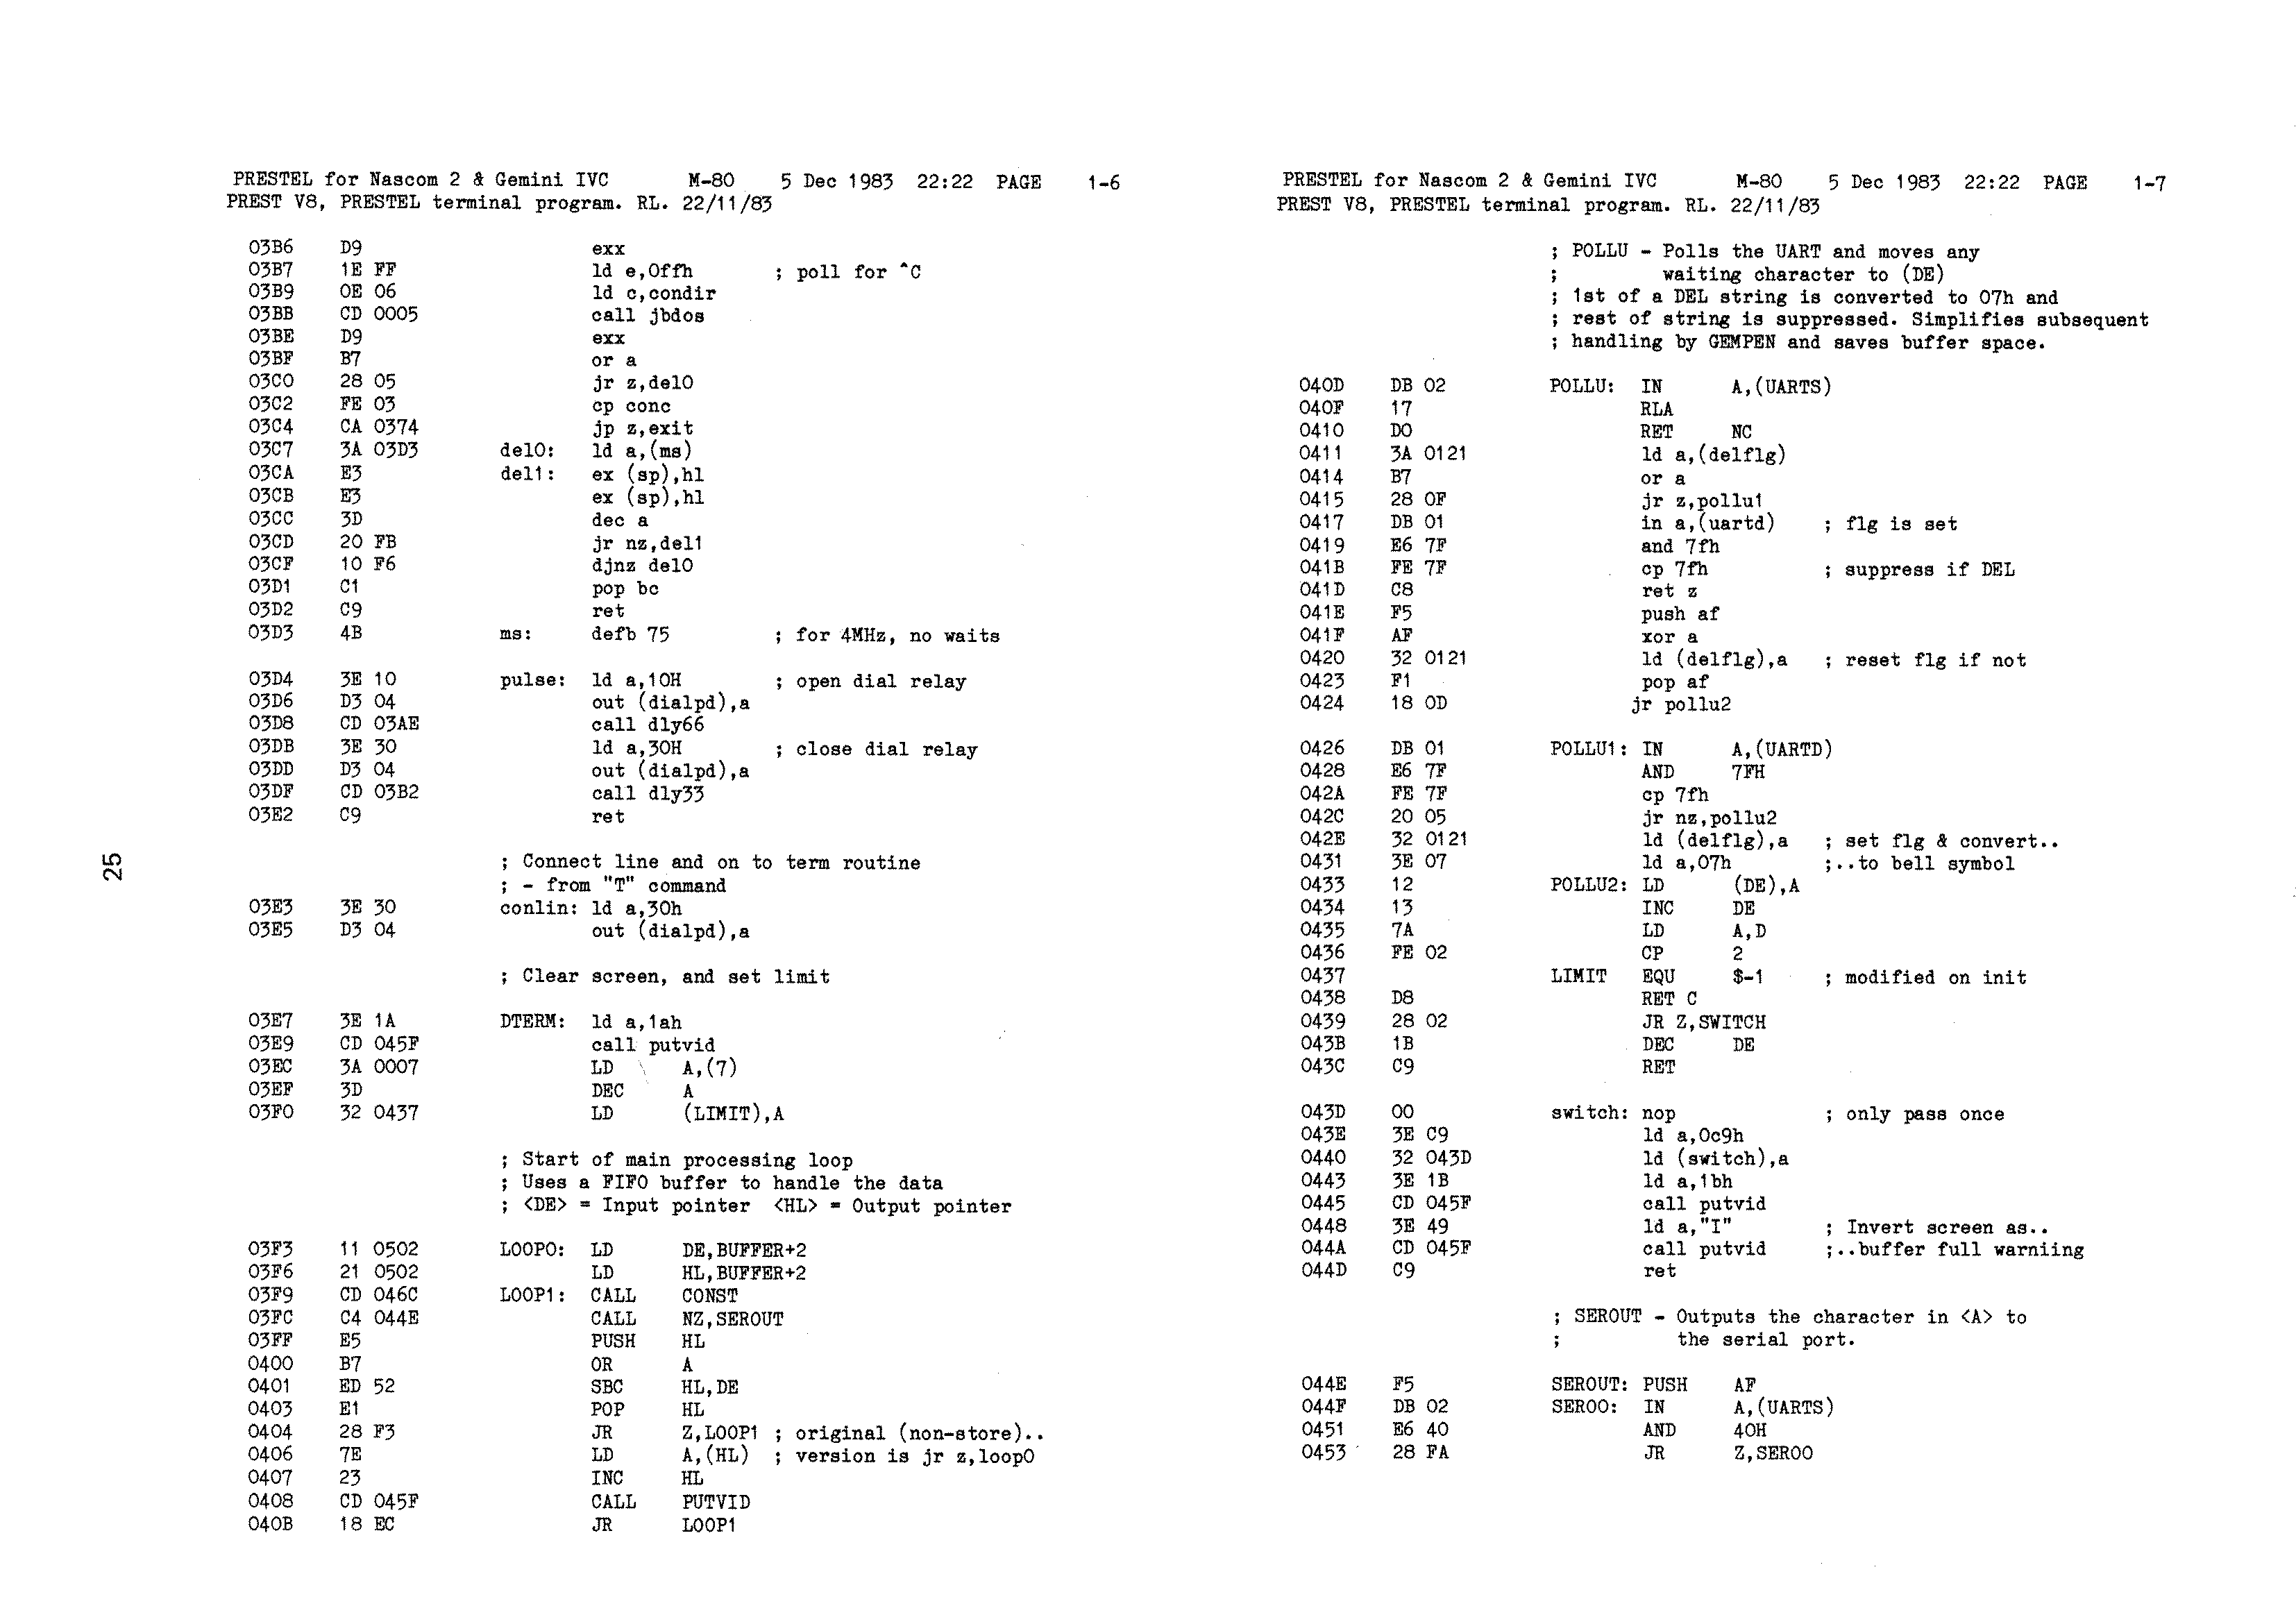 PRESTEL for Nascom 2 & Gemini IVC       M-80    5 Dec 1983  22:22  PAGE    1-6
PREST V8, PRESTEL terminal program. RL. 22/11/83
03B6    D9                    exx
03B7    1E FF                 ld e,0ffh       ; poll for ^C
03B9    0E 06                 ld c,condir
03BB    CD 0005               call jbdos
03BE    D9                    exx
03BF    B7                    or a
03C0    28 05                 jr z,del0
03C2    FE 03                 cp conc
03C4    CA 0374               jp z,exit
03C7    3A 03D3       del0:   ld a,(ms)
03CA    E3            del1:   ex (sp),hl
03CB    E3                    ex (sp),hl
03CC    3D                    dec a
03CD    20 FB                 jr nz,del1
03CF    10 F6                 djnz del0
03D1    C1                    pop bc
03D2    C9                    ret
03D3    4B            ms:     defb 75         ; for 4MHz, no waits
03D4    3E 10         pulse:  ld a,10H        ; open dial relay
03D6    D3 04                 out (dialpd),a
03D8    CD 03AE               call dly66
03DB    3E 30                 ld a,30H        ; close dial relay
03DD    D3 04                 out (dialpd),a
03DF    CD 03B2               call dly33
03E2    C9                    ret
; Connect line and on to term routine
; - from "T" command
03E3    3E 30         conlin: ld a,30h
03E5    D3 04                 out (dialpd),a
; Clear screen, and set limit
03E7    3E 1A         DTERM:  ld a,1ah
03E9    CD 045F               call putvid
03EC    3A 0007               LD      A,(7)
03EF    3D                    DEC     A
03F0    32 0437               LD      (LIMIT),A
; Start of main processing loop
; Uses a FIFO buffer to handle the data
; <DE> = Input pointer  <HL> = Output pointer
03F3    11 0502       LOOP0:  LD      DE,BUFFER+2
03F6    21 0502               LD      HL,BUFFER+2
03F9    CD 046C       LOOP1:  CALL    CONST
03FC    C4 044E               CALL    NZ,SEROUT
03FF    E5                    PUSH    HL
0400    B7                    OR      A
0401    ED 52                 SBC     HL,DE
0403    E1                    POP     HL
0404    28 F3                 JR      Z,LOOP1 ; original (non-store)..
0406    7E                    LD      A,(HL)  ; version is jr z,loop0
0407    23                    INC     HL
0408    CD 045F               CALL    PUTVID
040B    18 EC                 JR      LOOP1
25
PRESTEL for Nascom 2 & Gemini IVC       M-80    5 Dec 1983  22:22  PAGE    1-7
PREST V8, PRESTEL terminal program. RL. 22/11/83
; POLLU - Polls the UART and moves any
;         waiting character to (DE)
; 1st of a DEL string is converted to 07h and
; rest of string is suppressed. Simplifies subsequent
; handling by GEMPEN and saves buffer space.
040D    DB 02         POLLU:  IN      A,(UARTS)
040F    17                    RLA
0410    D0                    RET     NC
0411    3A 0121               ld a,(delflg)
0414    B7                    or a
0415    28 0F                 jr z,pollu1
0417    DB 01                 in a,(uartd)    ; flg is set
0419    E6 7F                 and 7fh
041B    FE 7F                 cp 7fh          ; suppress if DEL
041D    C8                    ret z
041E    F5                    push af
041F    AF                    xor a
0420    32 0121               ld (delflg),a   ; reset flg if not
0423    F1                    pop af
0424    18 0D                jr pollu2
0426    DB 01         POLLU1: IN      A,(UARTD)
0428    E6 7F                 AND     7FH
042A    FE 7F                 cp 7fh
042C    20 05                 jr nz,pollu2
042E    32 0121               ld (delflg),a   ; set flg & convert..
0431    3E 07                 ld a,07h        ;..to bell symbol
0433    12            POLLU2: LD      (DE),A
0434    13                    INC     DE
0435    7A                    LD      A,D
0436    FE 02                 CP      2
0437                  LIMIT   EQU     $-1     ; modified on init
0438    D8                    RET C
0439    28 02                 JR Z,SWITCH
043B    1B                    DEC     DE
043C    C9                    RET
043D    00            switch: nop             ; only pass once
043E    3E C9                 ld a,0c9h
0440    32 043D               ld (switch),a
0443    3E 1B                 ld a,1bh
0445    CD 045F               call putvid
0448    3E 49                 ld a,"I"        ; Invert screen as..
044A    CD 045F               call putvid     ;..buffer full warniing
044D    C9                    ret
; SEROUT - Outputs the character in <A> to
;          the serial port.
044E    F5            SEROUT: PUSH    AF
044F    DB 02         SERO0:  IN      A,(UARTS)
0451    E6 40                 AND     40H
0453    28 FA                 JR      Z,SERO0